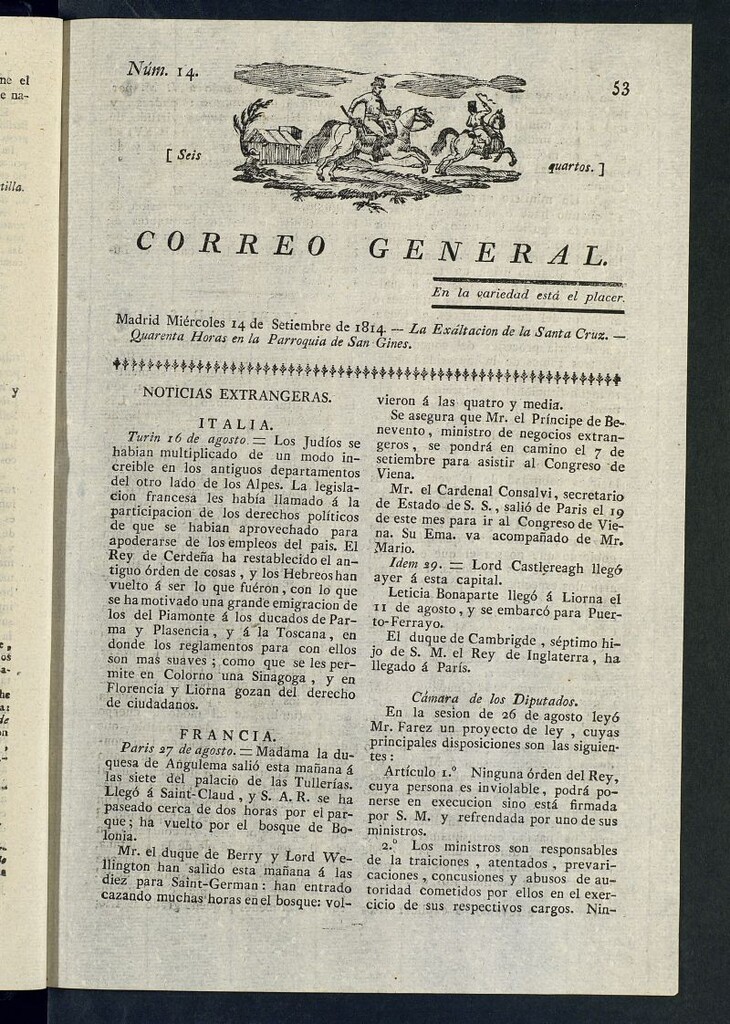 Núm. 14.
53
[ Seis
quartos. ]
CORREO GENERAL.
En la variedad está el placer.
Madrid Miércoles 14 de Setiembre de 1814. — La Exâltacion de la Santa Cruz. —
Quarenta Horas en la Parroquia de San Gines.
NOTICIAS EXTRANGERAS.
ITALIA.
Turin 16 de agosto. = Los Judíos se
habian multiplicado de un modo in-
creible en los antiguos departamentos
del otro lado de los Alpes. La legisla-
cion francesa les había llamado á la
participacion de los derechos políticos
de que se habian aprovechado para
apoderarse de los empleos del pais. El
Rey de Cerdeña ha restablecido el an-
tiguo órden de cosas, y los Hebreos han
vuelto á ser lo que fuéron, con lo que
se ha motivado una grande emigracion de
los del Piamonte á los ducados de Par-
ma y Plasencia, y á la Toscana, en
donde los reglamentos para con ellos
son mas suaves; como que se les per-
mite en Colorno una Sinagoga, y en
Florencia y Liorna gozan del derecho
de ciudadanos.
FRANCIA.
Paris 27 de agosto. = Madama la du-
quesa de Angulema salió esta mañana á
las siete del palacio de las Tullerías.
Llegó á Saint-Claud, y S. A. R. se ha
paseado cerca de dos horas por el par-
que; ha vuelto por el bosque de Bo-
lonia.
Mr. el duque de Berry y Lord We-
llington han salido esta mañana á las
diez para Saint-German: han entrado
cazando muchas horas en el bosque: vol-
vieron á las quatro y media.
Se asegura que Mr. el Príncipe de Be-
nevento, ministro de negocios extran-
geros, se pondrá en camino el 7 de
setiembre para asistir al Congreso de
Viena.
Mr. el Cardenal Consalvi, secretario
de Estado de S. S., salió de Paris el 19
de este mes para ir al Congreso de Vie-
na. Su Ema. va acompañado de Mr.
Mario.
Idem 29. = Lord Castlereagh llegó
ayer á esta capital.
Leticia Bonaparte llegó á Liorna el
11 de agosto, y se embarcó para Puer-
to-Ferrayo.
El duque de Cambrigde, séptimo hi-
jo de S. M. el Rey de Inglaterra, ha
llegado á París.
Cámara de los Diputados.
En la sesion de 26 de agosto leyó
Mr. Farez un proyecto de ley, cuyas
principales disposiciones son las siguien-
tes:
Artículo 1.º Ninguna órden del Rey,
cuya persona es inviolable, podrá po-
nerse en execucion sino está firmada
por S. M. y refrendada por uno de sus
ministros.
2.º Los ministros son responsables
de la traiciones, atentados, prevari-
caciones, concusiones y abusos de au-
toridad cometidos por ellos en el exer-
cicio de sus respectivos cargos. Nin-